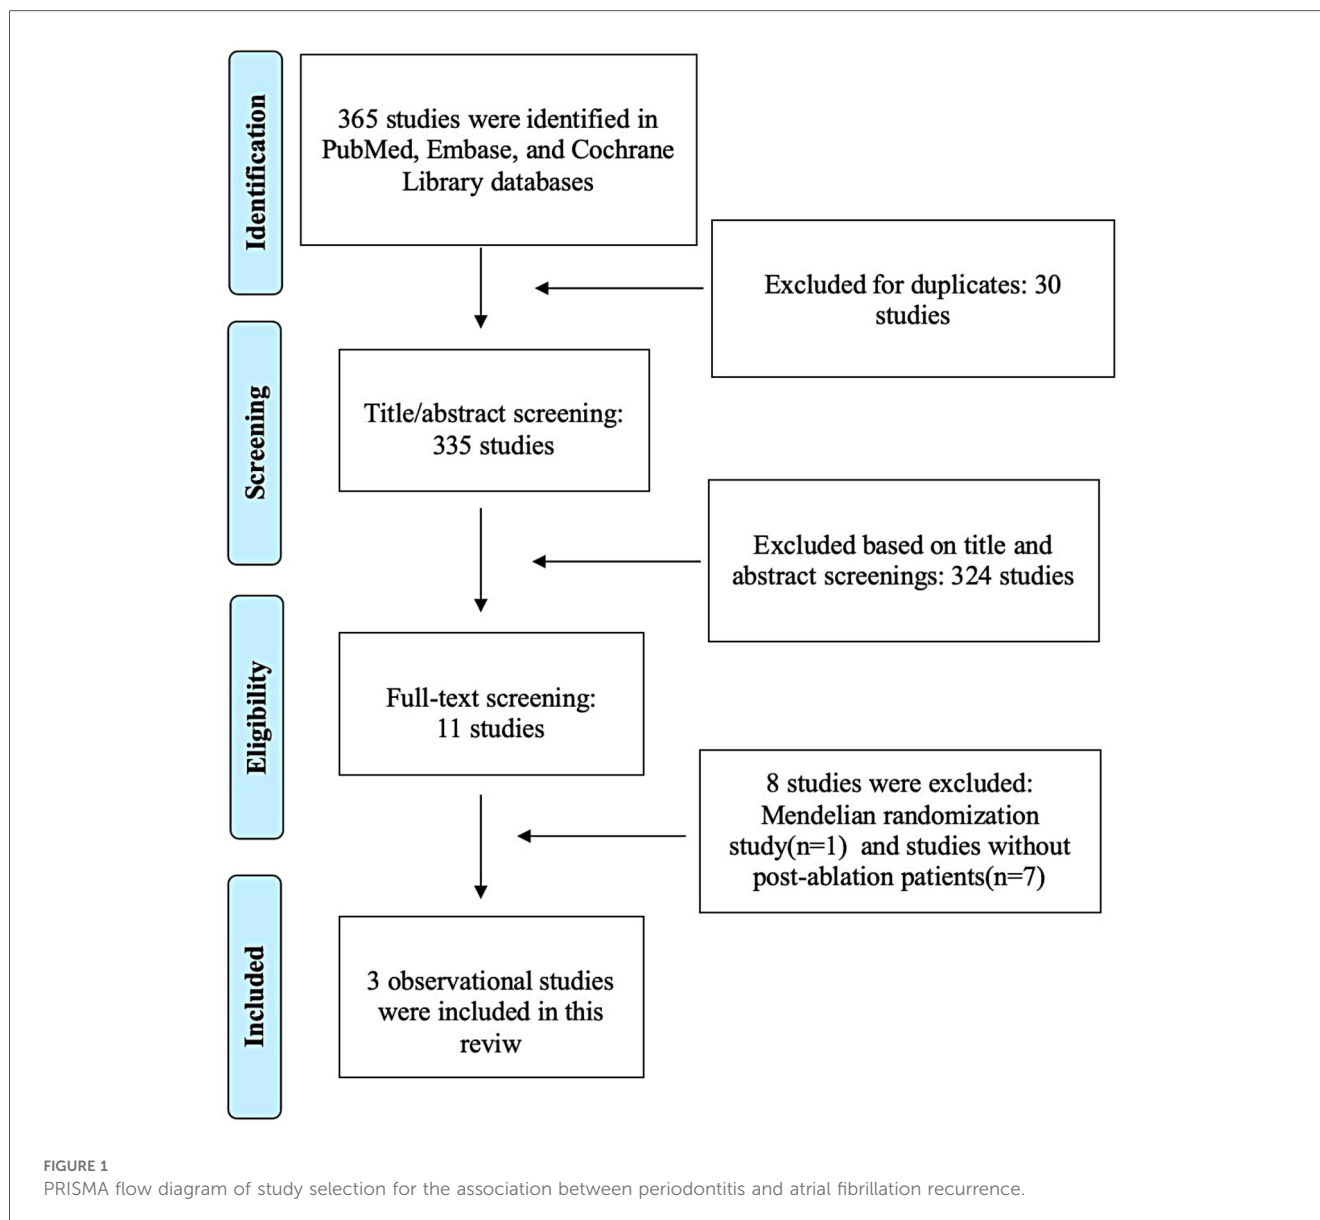 Identification
365 studies were identified in
PubMed, Embase, and Cochrane
Library databases
Excluded for duplicates: 30
studies
Screening
Title/abstract screening:
335 studies
Excluded based on title and
abstract screenings: 324 studies
Eligibility
Full-text screening:
11 studies
8 studies were excluded:
Mendelian randomization
study(n=1) and studies without
post-ablation patients(n=7)
Included
3 observational studies
were included in this
reviw
FIGURE 1
PRISMA flow diagram of study selection for the association between periodontitis and atrial fibrillation recurrence.